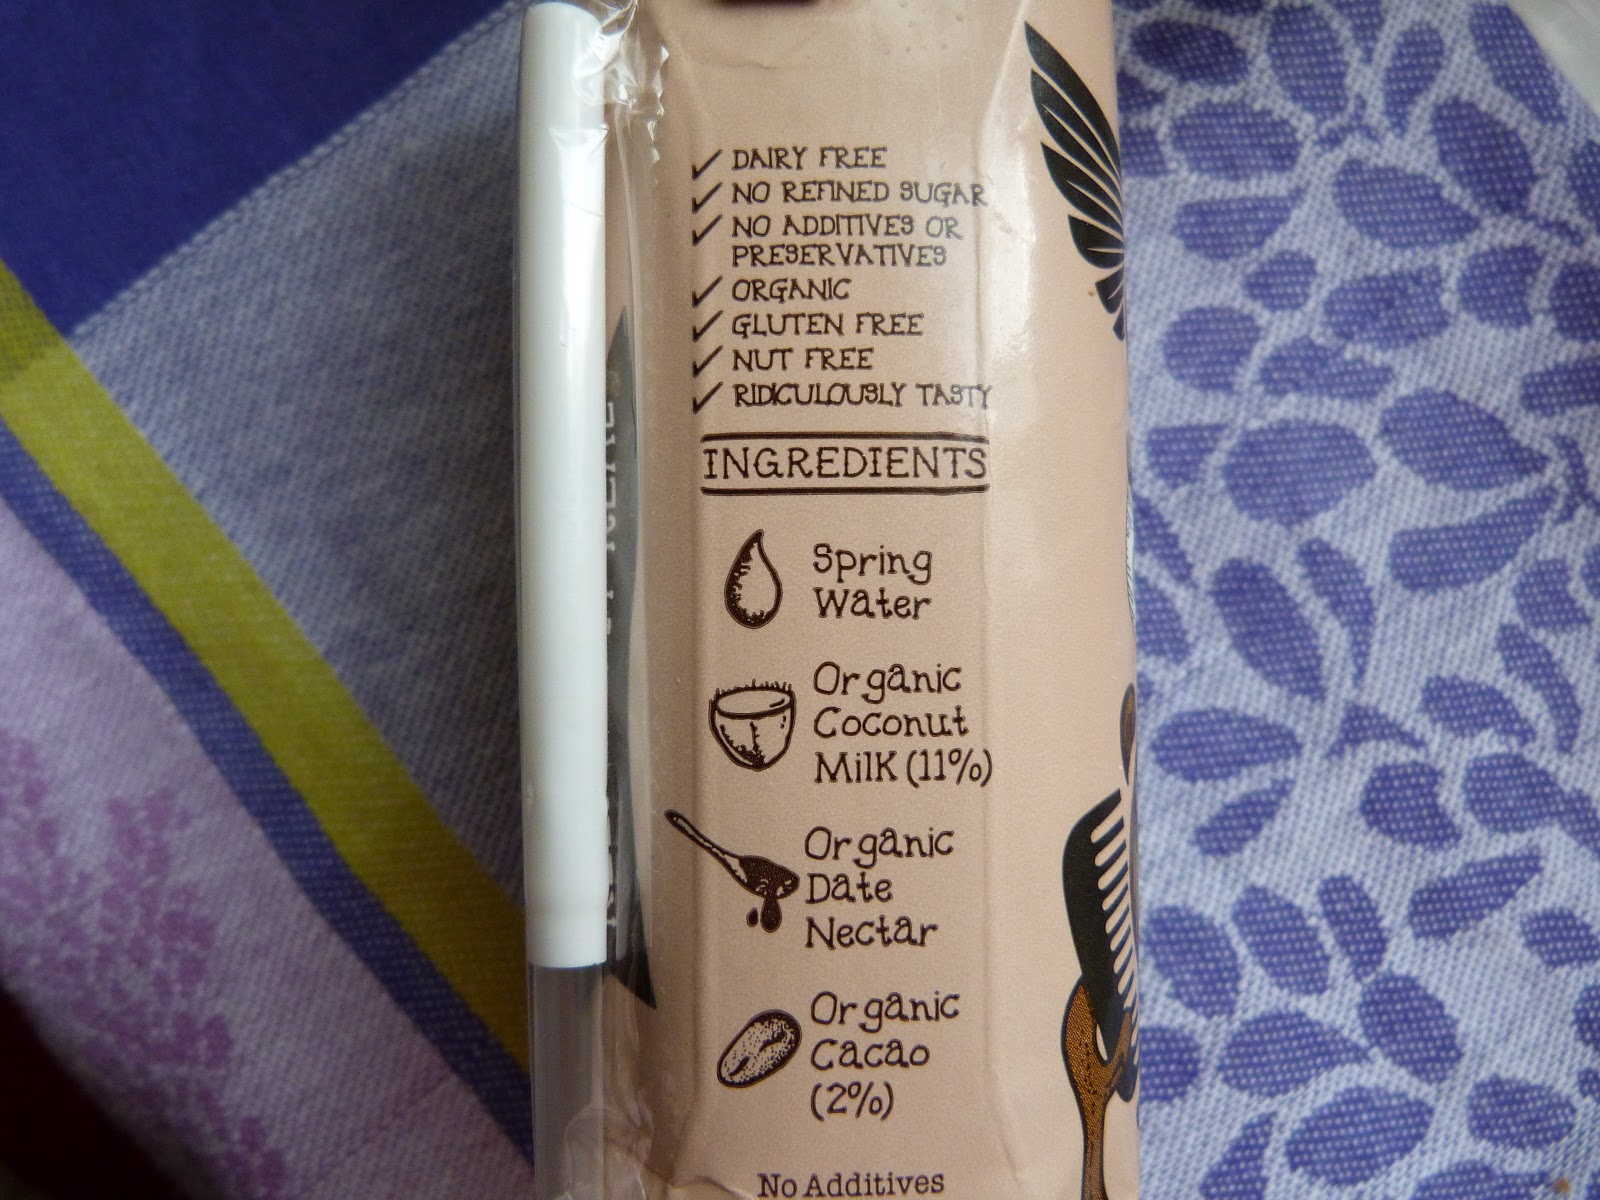 DAIRY FREE
NO REFINED SUGAR
NO ADDITIVES OR
PRESERVATIVES
ORGANIC
GLUTEN FREE
NUT FREE
RIDICULOUSLY TASTY
INGREDIENTS
Spring
Water
Organic
Coconut
Milk (11%)
Organic
Date
Nectar
Organic
Cacao
(2%)
No Additives